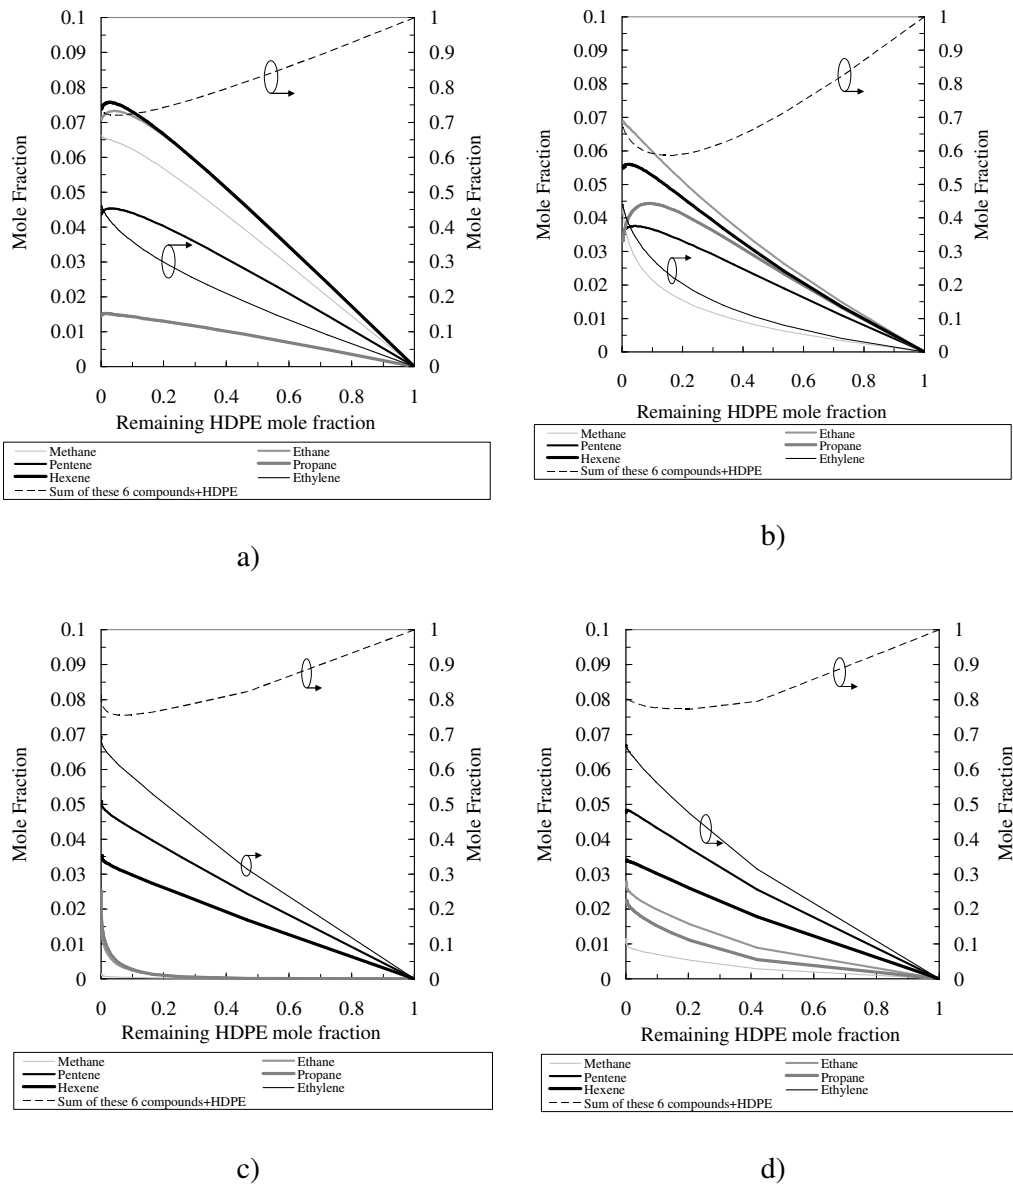 0.1
0.09
0.08
0.07
0.06
0.05
0.04
0.03
0.02
0.01
0
Mole Fraction
1
0.9
0.8
0.7
0.6
0.5
0.4
0.3
0.2
0.1
0
Mole Fraction
0 0.2 0.4 0.6 0.8 1
Remaining HDPE mole fraction
Methane Ethane
Pentene Propane
Hexene Ethylene
Sum of these 6 compounds+HDPE
a)
0.1
0.09
0.08
0.07
0.06
0.05
0.04
0.03
0.02
0.01
0
Mole Fraction
1
0.9
0.8
0.7
0.6
0.5
0.4
0.3
0.2
0.1
0
Mole Fraction
0 0.2 0.4 0.6 0.8 1
Remaining HDPE mole fraction
Methane Ethane
Pentene Propane
Hexene Ethylene
Sum of these 6 compounds+HDPE
b)
0.1
0.09
0.08
0.07
0.06
0.05
0.04
0.03
0.02
0.01
0
Mole Fraction
1
0.9
0.8
0.7
0.6
0.5
0.4
0.3
0.2
0.1
0
Mole Fraction
0 0.2 0.4 0.6 0.8 1
Remaining HDPE mole fraction
Methane Ethane
Pentene Propane
Hexene Ethylene
Sum of these 6 compounds+HDPE
c)
0.1
0.09
0.08
0.07
0.06
0.05
0.04
0.03
0.02
0.01
0
Mole Fraction
1
0.9
0.8
0.7
0.6
0.5
0.4
0.3
0.2
0.1
0
Mole Fraction
0 0.2 0.4 0.6 0.8 1
Remaining HDPE mole fraction
Methane Ethane
Pentene Propane
Hexene Ethylene
Sum of these 6 compounds+HDPE
d)